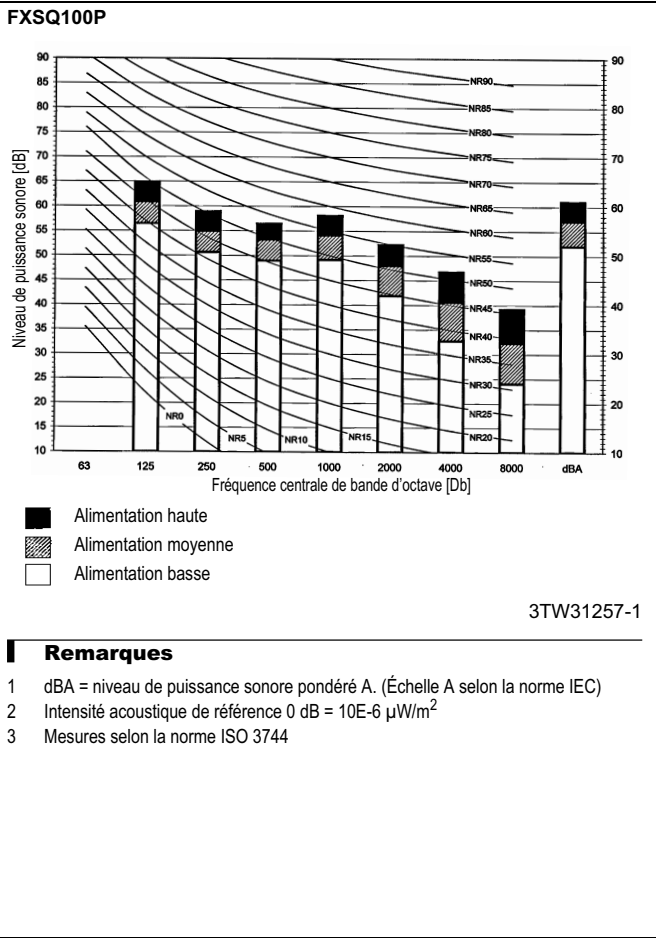 FXSQ100P
90
85
80
75
70
65
60
55
50
45
40
35
30
25
20
15
10
Niveau de puissance sonore [dB]
90
80
70
60
50
40
30
20
10
NR90
NR85
NR80
NR75
NR70
NR65
NR60
NR55
NR50
NR45
NR40
NR35
NR30
NR25
NR20
NR0
NR5
NR10
NR15
63 125 250 500 1000 2000 4000 8000 dBA
Fréquence centrale de bande d'octave [Db]
Alimentation haute
Alimentation moyenne
Alimentation basse
3TW31257-1
Remarques
1 dBA = niveau de puissance sonore pondéré A. (Échelle A selon la norme IEC)
2 Intensité acoustique de référence 0 dB = 10E-6 µW/m²
3 Mesures selon la norme ISO 3744